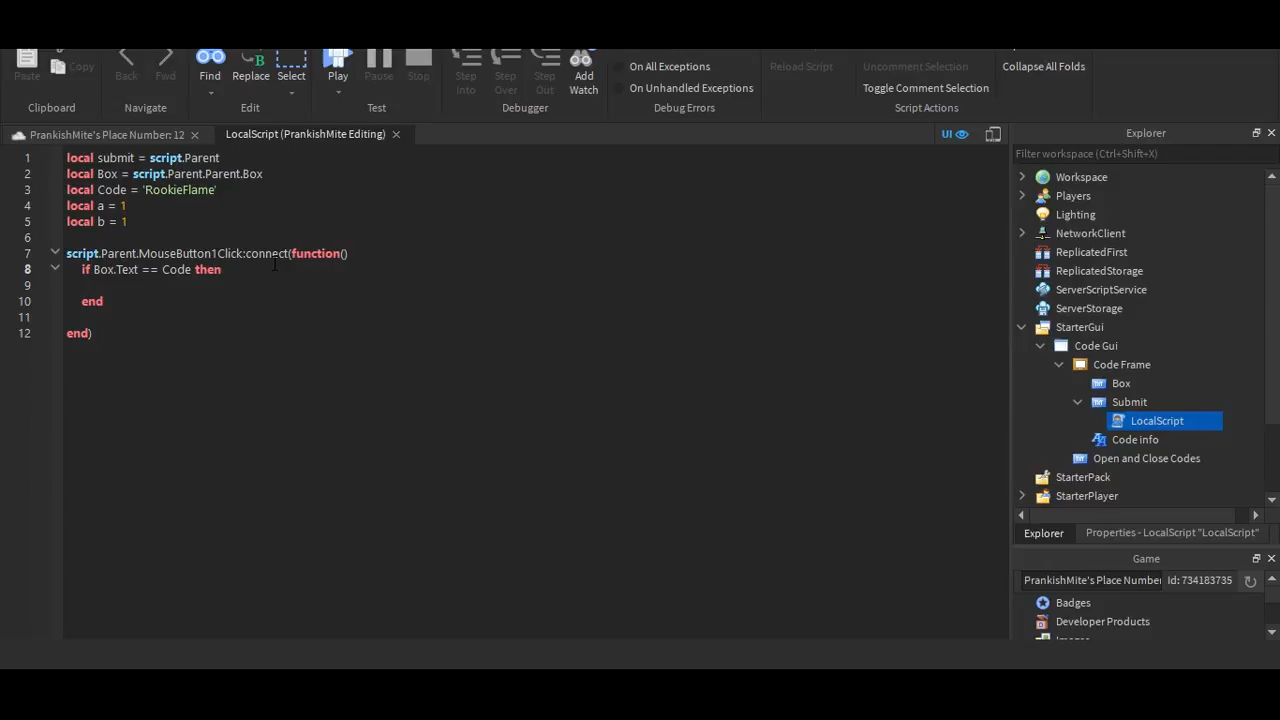 Paste
Copy
Back
Fwd
Find
Replace
Select
Play
Pause
Stop
Step
Into
Step
Over
Step
Out
Add
Watch
On All Exceptions
On Unhandled Exceptions
Reload Script
Uncomment Selection
Toggle Comment Selection
Collapse All Folds
Clipboard
Navigate
Edit
Test
Debugger
Debug Errors
Script Actions
PrankishMite's Place Number: 12
LocalScript (PrankishMite Editing)
UI
1 local submit = script.Parent
2 local Box = script.Parent.Parent.Box
3 local Code = 'RookieFlame'
4 local a = 1
5 local b = 1
6
7 script.Parent.MouseButton1Click:connect(function()
8 if Box.Text == Code then
9
10 end
11
12 end)
Explorer
Filter workspace (Ctrl+Shift+X)
Workspace
Players
Lighting
NetworkClient
ReplicatedFirst
ReplicatedStorage
ServerScriptService
ServerStorage
StarterGui
Code Gui
Code Frame
Box
Submit
LocalScript
Code info
Open and Close Codes
StarterPack
StarterPlayer
Explorer
Properties - LocalScript "LocalScript"
Game
PrankishMite's Place Number
Id: 734183735
Badges
Developer Products
Images